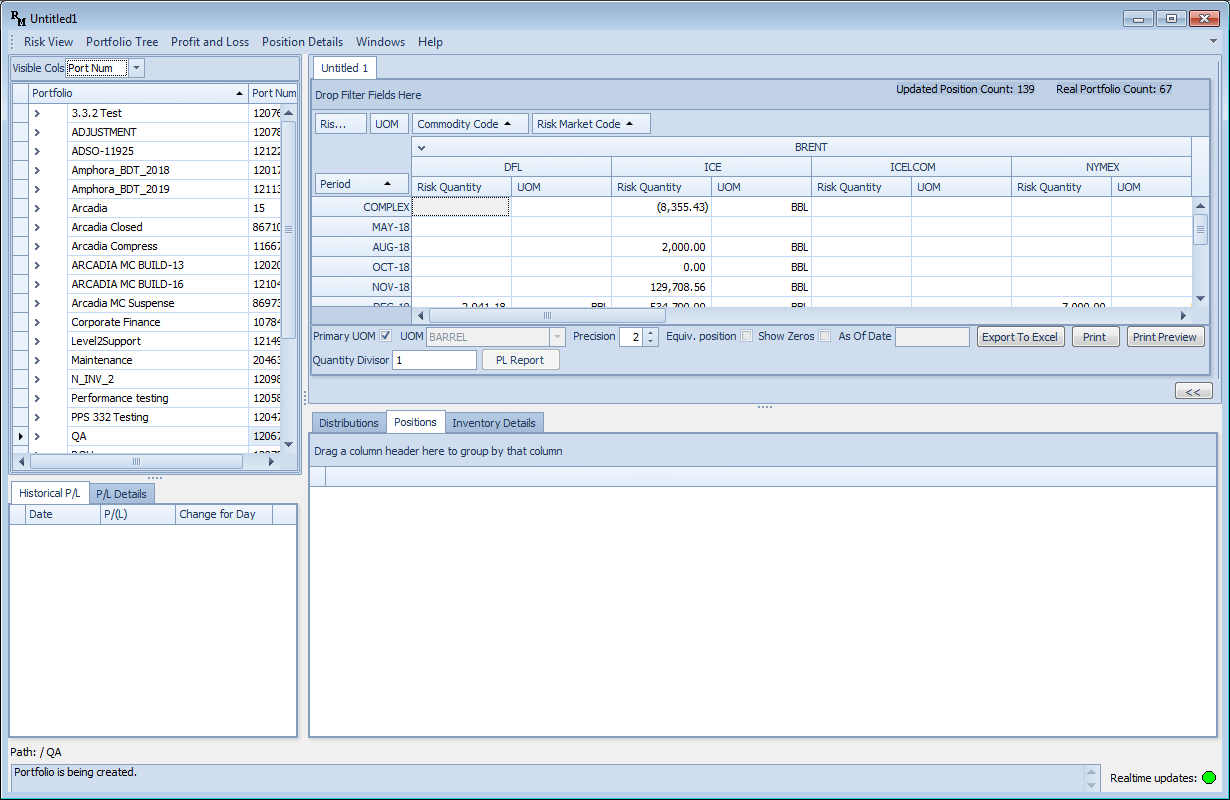 RM Untitled1
Risk View Portfolio Tree Profit and Loss Position Details Windows Help
Visible Cols Port Num
Portfolio Port Num
3.3.2 Test 12076
ADJUSTMENT 12078
ADSO-11925 12122
Amphora_BDT_2018 12017
Amphora_BDT_2019 12113
Arcadia 15
Arcadia Closed 86710
Arcadia Compress 11667
ARCADIA MC BUILD-13 12020
ARCADIA MC BUILD-16 12104
Arcadia MC Suspense 86973
Corporate Finance 10784
Level2Support 12149
Maintenance 20463
N_INV_2 12098
Performance testing 12058
PPS 332 Testing 12047
QA 12067
Historical P/L P/L Details
Date P/(L) Change for Day
Untitled 1
Drop Filter Fields Here Updated Position Count: 139 Real Portfolio Count: 67
Ris... UOM Commodity Code Risk Market Code
BRENT
DFL ICE ICELCOM NYMEX
Period Risk Quantity UOM Risk Quantity UOM Risk Quantity UOM Risk Quantity UOM
COMPLEX (8,355.43) BBL
MAY-18
AUG-18 2,000.00 BBL
OCT-18 0.00 BBL
NOV-18 129,708.56 BBL
2,041.18 BBL 534,700.00 BBL 7,000.00
Primary UOM UOM BARREL Precision 2 Equiv. position Show Zeros As Of Date Export To Excel Print Print Preview
Quantity Divisor 1 PL Report
<<
Distributions Positions Inventory Details
Drag a column header here to group by that column
Path: / QA
Portfolio is being created.
Realtime updates: